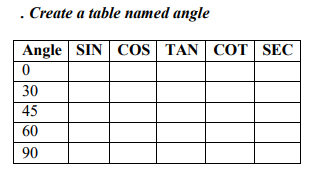 . Create a table named angle
Angle SIN COS TAN COT SEC
0
30
45
60
90